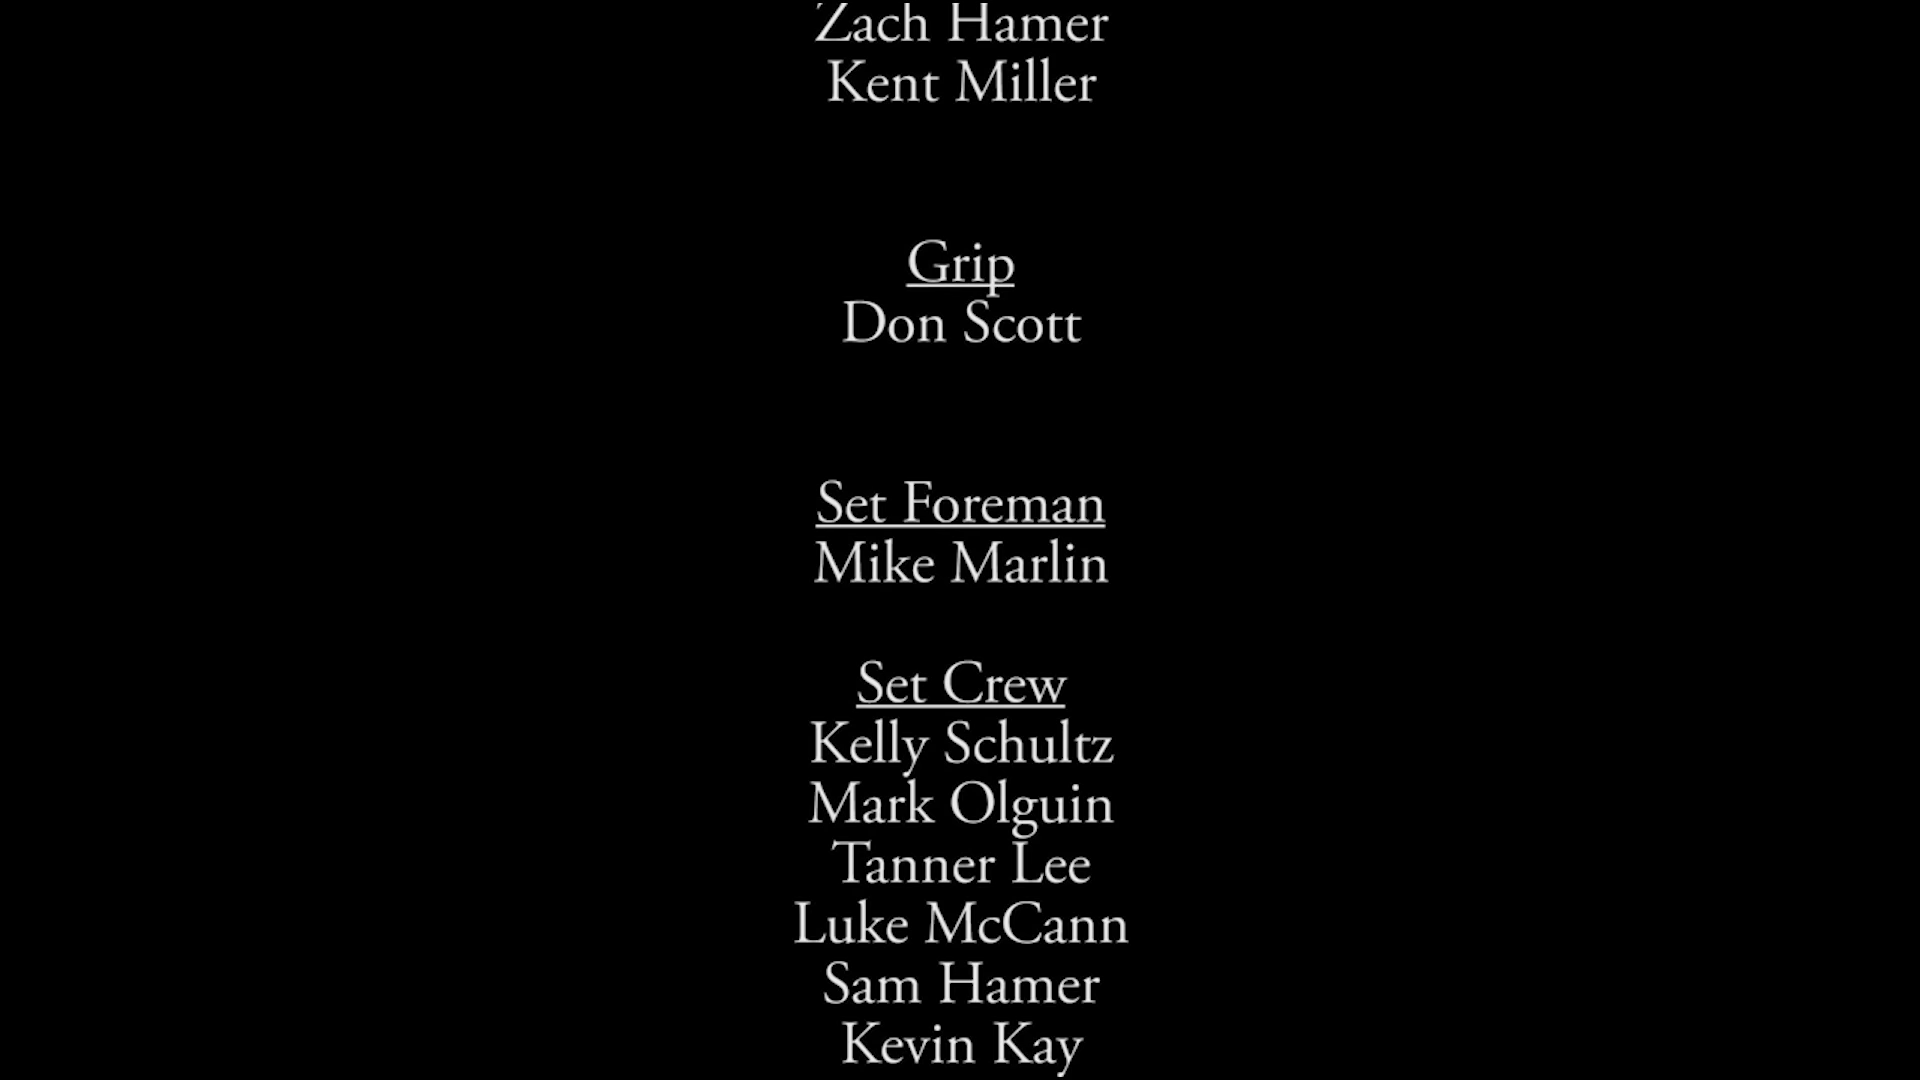 Zach Hamer
Kent Miller
Grip
Don Scott
Set Foreman
Mike Marlin
Set Crew
Kelly Schultz
Mark Olguin
Tanner Lee
Luke McCann
Sam Hamer
Kevin Kay